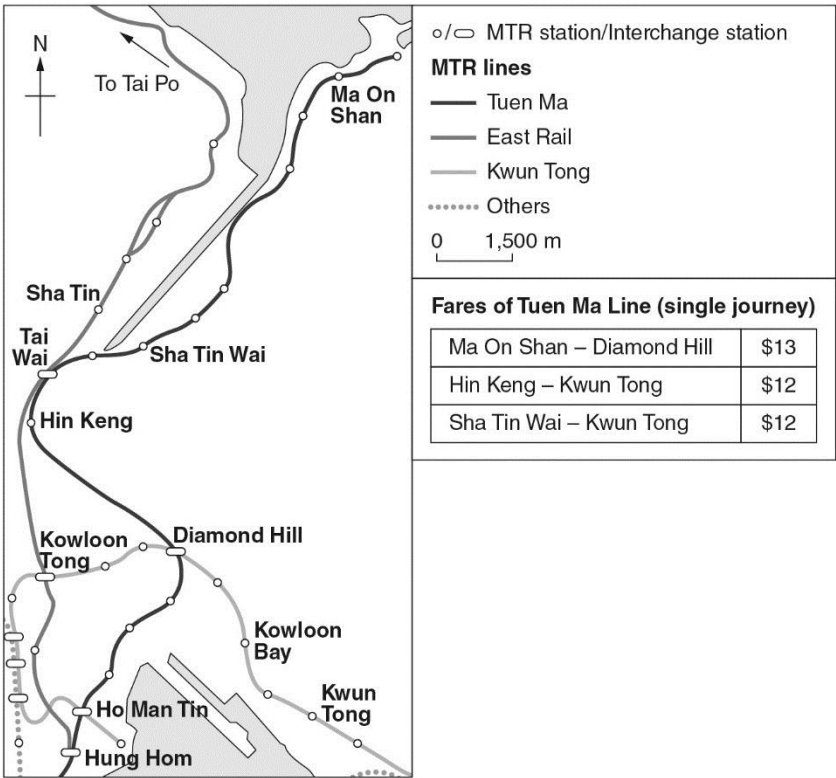 N
To Tai Po
Ma On
Shan
Sha Tin
Tai
Wai
Sha Tin Wai
Hin Keng
Kowloon
Tong
Diamond Hill
Kowloon
Bay
Kwun
Tong
Ho Man Tin
Hung Hom
o/⊂⊃ MTR station/Interchange station
MTR lines
Tuen Ma
East Rail
Kwun Tong
Others
0 1,500 m
Fares of Tuen Ma Line (single journey)
Ma On Shan – Diamond Hill $13
Hin Keng – Kwun Tong $12
Sha Tin Wai – Kwun Tong $12